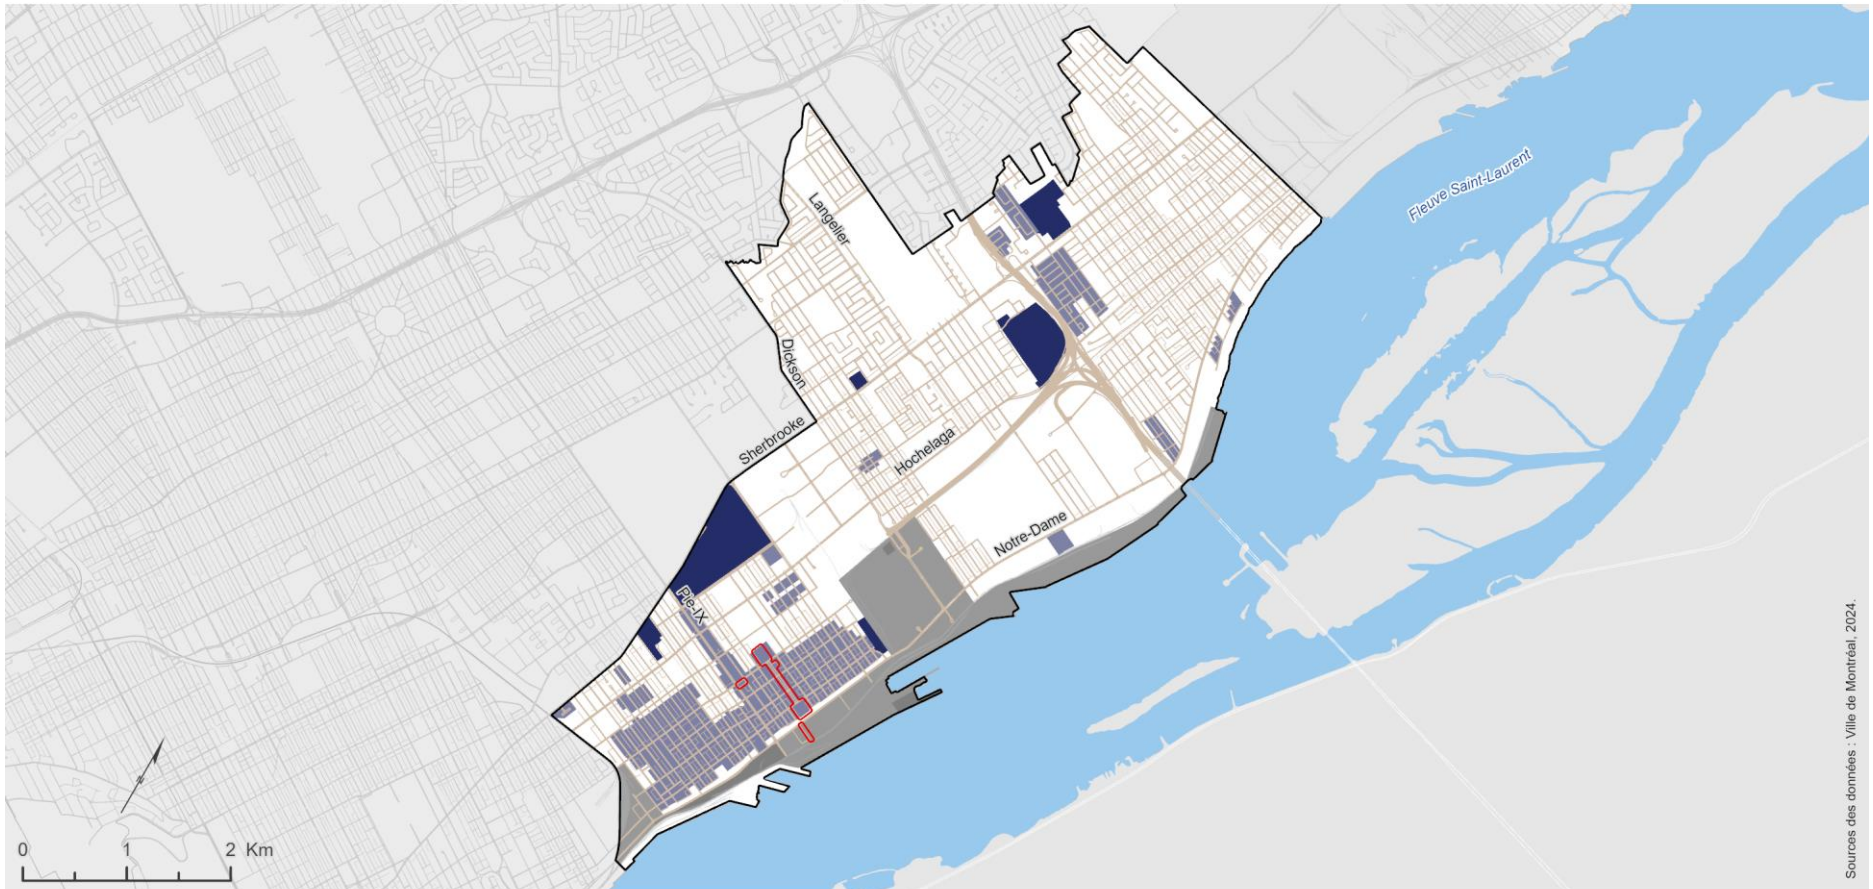 Fleuve Saint-Laurent
Langelier
Dickson
Sherbrooke
Hochelaga
Notre-Dame
Pie-IX
N
0 1 2 Km
Sources des données : Ville de Montréal, 2024.